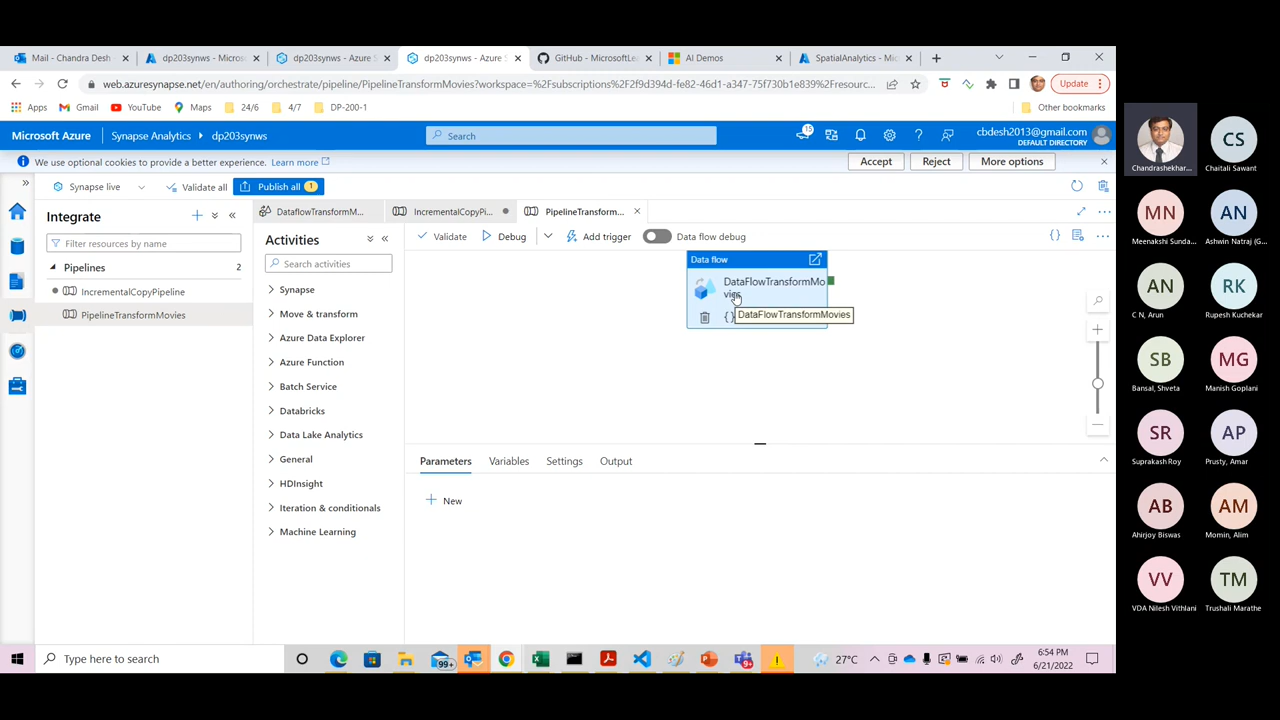 Mail - Chandra Desh
dp203synws - Micros
dp203synws - Azure S
dp203synws - Azure S
GitHub - MicrosoftLe
AI Demos
SpatialAnalytics - Mic
web.azuresynapse.net/en/authoring/orchestrate/pipeline/PipelineTransformMovies?workspace=%2Fsubscriptions%2F2f9d394d-fe82-46d1-a347-75f730b1e839%2Fresourc...
Update
Apps
Gmail
YouTube
Maps
24/6
4/7
DP-200-1
Other bookmarks
Microsoft Azure
Synapse Analytics
dp203synws
Search
15
cbdesh2013@gmail.com
DEFAULT DIRECTORY
We use optional cookies to provide a better experience. Learn more
Accept
Reject
More options
Synapse live
Validate all
Publish all 1
Integrate
Filter resources by name
Pipelines
2
IncrementalCopyPipeline
PipelineTransformMovies
DataflowTransformM...
IncrementalCopyPi...
PipelineTransform...
Activities
Search activities
Synapse
Move & transform
Azure Data Explorer
Azure Function
Batch Service
Databricks
Data Lake Analytics
General
HDInsight
Iteration & conditionals
Machine Learning
Validate
Debug
Add trigger
Data flow debug
Data flow
DataFlowTransformMo
vies
DataFlowTransformMovies
Parameters
Variables
Settings
Output
New
Type here to search
99+
9+
27°C
6:54 PM
6/21/2022
Chandrashekhar...
CS
Chaitali Sawant
MN
Meenakshi Sunda...
AN
Ashwin Natraj (G...
AN
C N, Arun
RK
Rupesh Kuchekar
SB
Bansal, Shveta
MG
Manish Goplani
SR
Suprakash Roy
AP
Prusty, Amar
AB
Ahirjoy Biswas
AM
Momin, Alim
VV
VDA Nilesh Vithlani
TM
Trushali Marathe